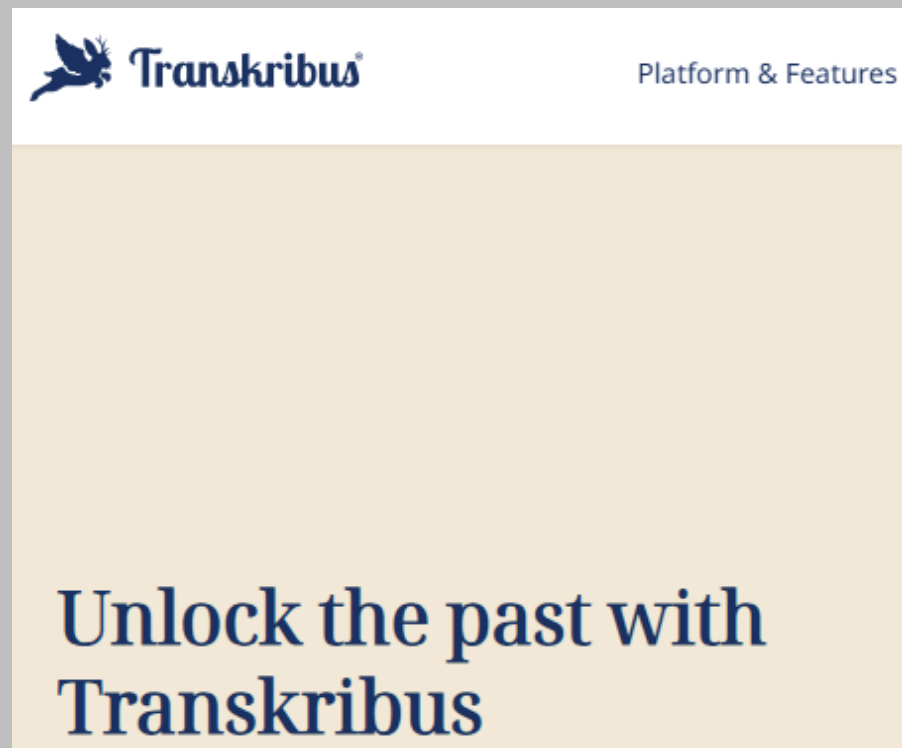 Transkribus®
Platform & Features
Unlock the past with
Transkribus